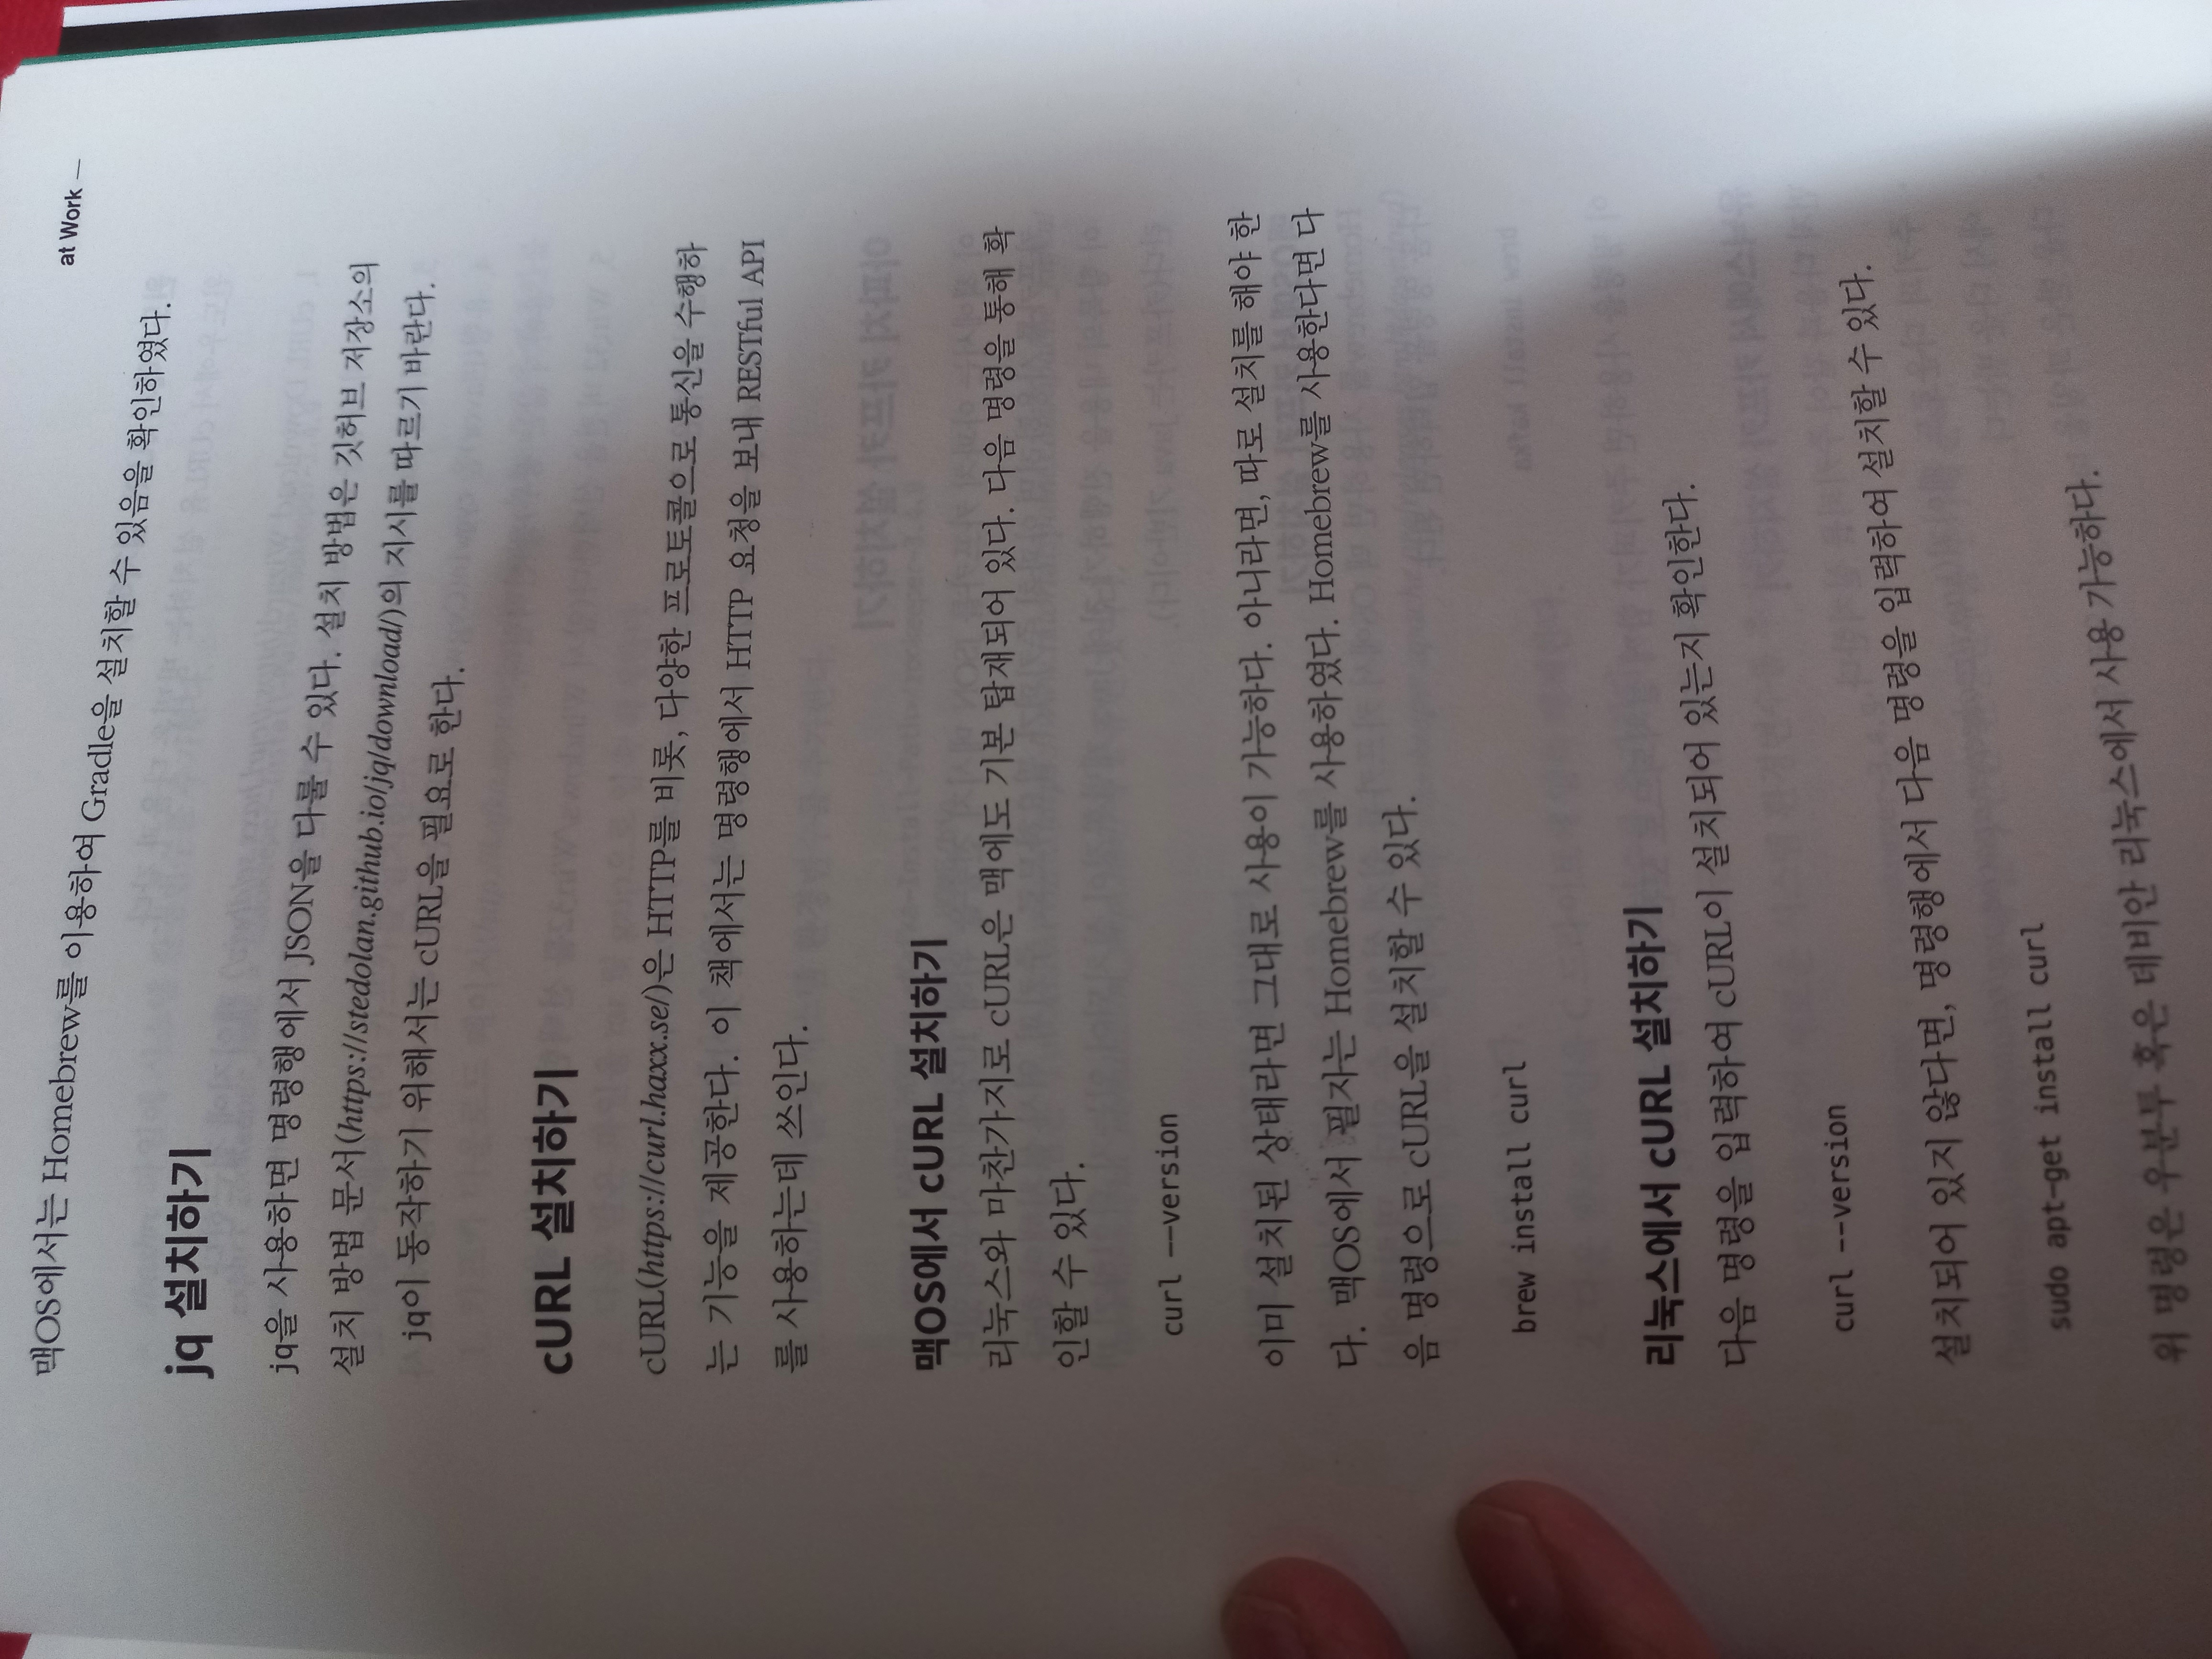 at Work —
맥OS에서는 Homebrew를 이용하여 Gradle을 설치할 수 있음을 확인하였다.
jq 설치하기
jq을 사용하면 명령행에서 JSON을 다룰 수 있다. 설치 방법은 깃허브 저장소의
설치 방법 문서(https://stedolan.github.io/jq/download/)의 지시를 따르기 바란다.
jq이 동작하기 위해서는 cURL을 필요로 한다.
cURL 설치하기
cURL(https://curl.haxx.se/)은 HTTP를 비롯, 다양한 프로토콜으로 통신을 수행하
는 기능을 제공한다. 이 책에서는 명령행에서 HTTP 요청을 보내 RESTful API
를 사용하는데 쓰인다.
맥OS에서 cURL 설치하기
리눅스와 마찬가지로 cURL은 맥에도 기본 탑재되어 있다. 다음 명령을 통해 확
인할 수 있다.
curl --version
이미 설치된 상태라면 그대로 사용이 가능하다. 아니라면, 따로 설치를 해야 한
다. 맥OS에서 필자는 Homebrew를 사용하였다. Homebrew를 사용한다면 다
음 명령으로 cURL을 설치할 수 있다.
brew install curl
리눅스에서 cURL 설치하기
다음 명령을 입력하여 cURL이 설치되어 있는지 확인한다.
curl --version
설치되어 있지 않다면, 명령행에서 다음 명령을 입력하여 설치할 수 있다.
sudo apt-get install curl
위 명령은 우분투 혹은 데비안 리눅스에서 사용 가능하다.